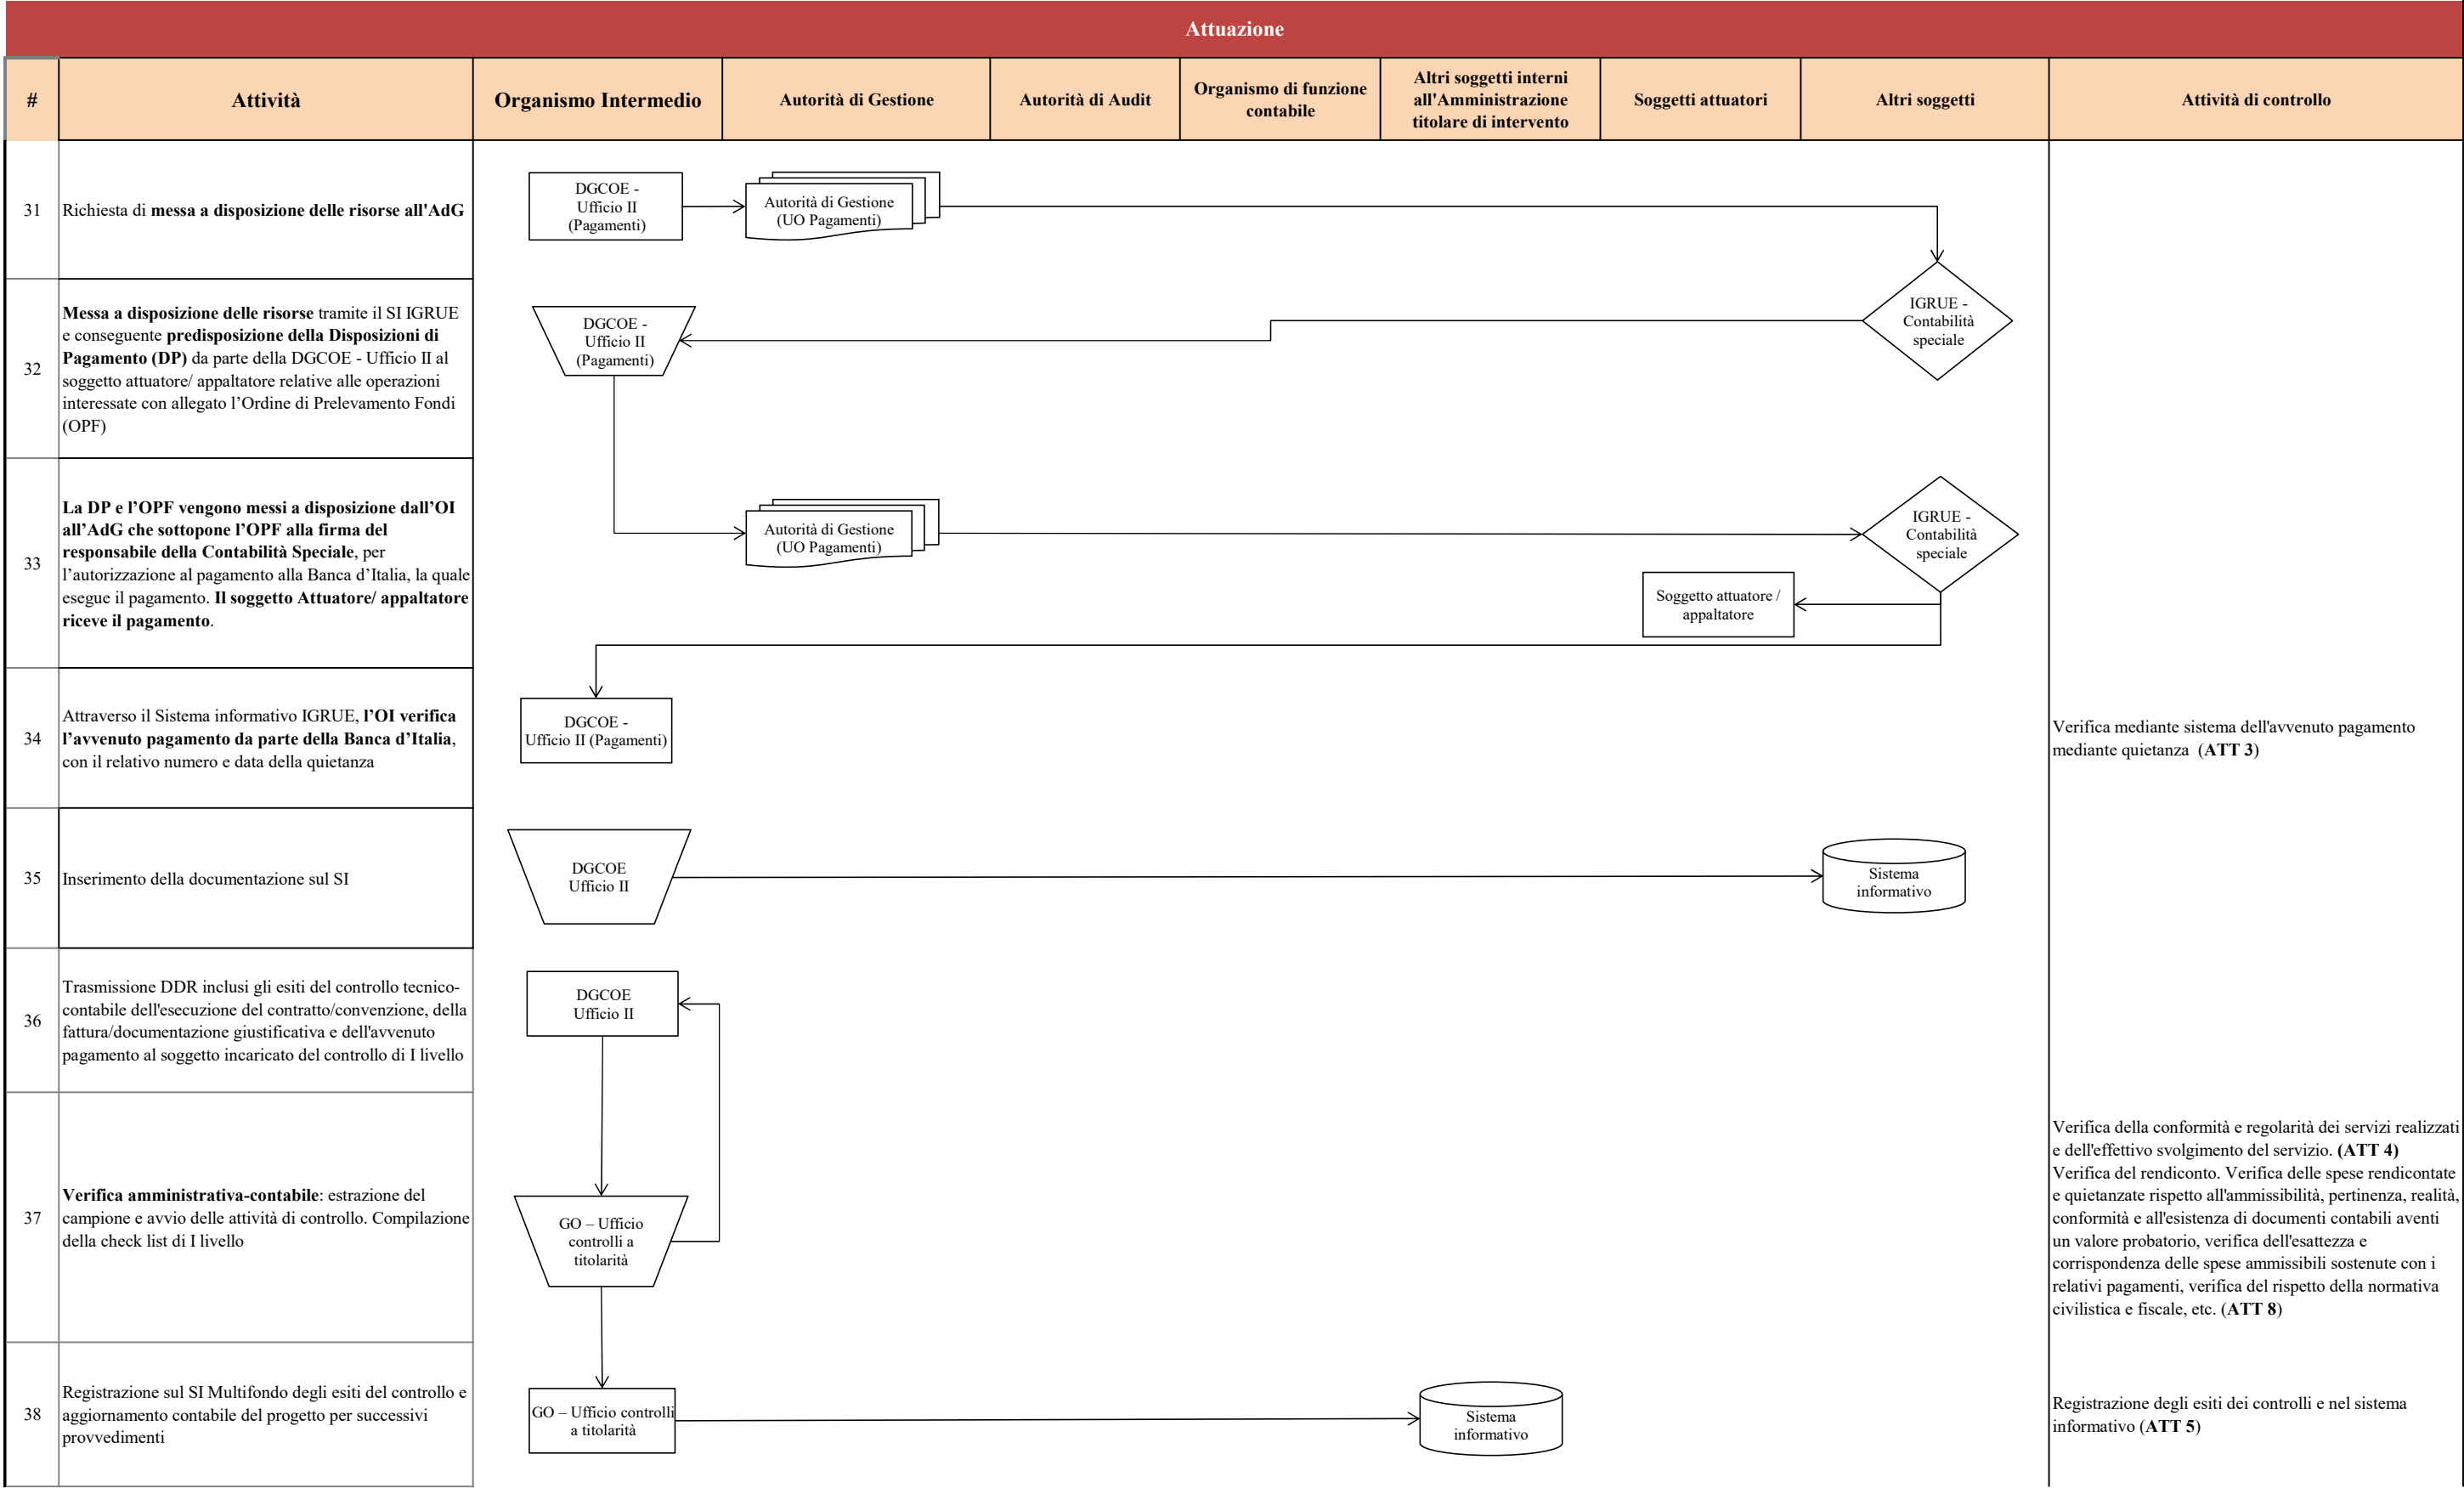 Attuazione
#
Attività
Organismo Intermedio
Autorità di Gestione
Autorità di Audit
Organismo di funzione
contabile
Altri soggetti interni
all'Amministrazione
titolare di intervento
Soggetti attuatori
Altri soggetti
Attività di controllo
31
Richiesta di messa a disposizione delle risorse all'AdG
DGCOE -
Ufficio II
(Pagamenti)
Autorità di Gestione
(UO Pagamenti)
32
Messa a disposizione delle risorse tramite il SI IGRUE
e conseguente predisposizione della Disposizioni di
Pagamento (DP) da parte della DGCOE - Ufficio II al
soggetto attuatore/ appaltatore relative alle operazioni
interessate con allegato l’Ordine di Prelevamento Fondi
(OPF)
DGCOE -
Ufficio II
(Pagamenti)
IGRUE -
Contabilità
speciale
33
La DP e l’OPF vengono messi a disposizione dall’OI
all’AdG che sottopone l’OPF alla firma del
responsabile della Contabilità Speciale, per
l’autorizzazione al pagamento alla Banca d’Italia, la quale
esegue il pagamento. Il soggetto Attuatore/ appaltatore
riceve il pagamento.
Autorità di Gestione
(UO Pagamenti)
IGRUE -
Contabilità
speciale
Soggetto attuatore /
appaltatore
34
Attraverso il Sistema informativo IGRUE, l’OI verifica
l’avvenuto pagamento da parte della Banca d’Italia,
con il relativo numero e data della quietanza
DGCOE -
Ufficio II (Pagamenti)
Verifica mediante sistema dell'avvenuto pagamento
mediante quietanza (ATT 3)
35
Inserimento della documentazione sul SI
DGCOE
Ufficio II
Sistema
informativo
36
Trasmissione DDR inclusi gli esiti del controllo tecnico-
contabile dell'esecuzione del contratto/convenzione, della
fattura/documentazione giustificativa e dell'avvenuto
pagamento al soggetto incaricato del controllo di I livello
DGCOE
Ufficio II
37
Verifica amministrativa-contabile: estrazione del
campione e avvio delle attività di controllo. Compilazione
della check list di I livello
GO – Ufficio
controlli a
titolarità
Verifica della conformità e regolarità dei servizi realizzati
e dell'effettivo svolgimento del servizio. (ATT 4)
Verifica del rendiconto. Verifica delle spese rendicontate
e quietanzate rispetto all'ammissibilità, pertinenza, realità,
conformità e all'esistenza di documenti contabili aventi
un valore probatorio, verifica dell'esattezza e
corrispondenza delle spese ammissibili sostenute con i
relativi pagamenti, verifica del rispetto della normativa
civilistica e fiscale, etc. (ATT 8)
38
Registrazione sul SI Multifondo degli esiti del controllo e
aggiornamento contabile del progetto per successivi
provvedimenti
GO – Ufficio controlli
a titolarità
Sistema
informativo
Registrazione degli esiti dei controlli e nel sistema
informativo (ATT 5)